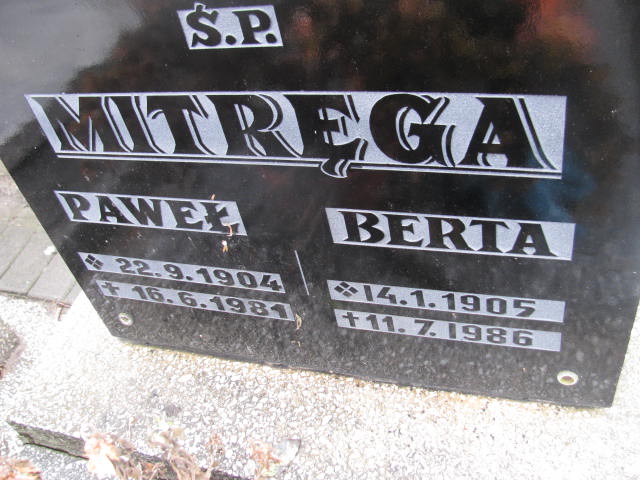 Ś.P.
MITRĘGA
PAWEŁ
22.9.1904
† 16.6.1981
BERTA
14.1.1905
† 11.7.1986